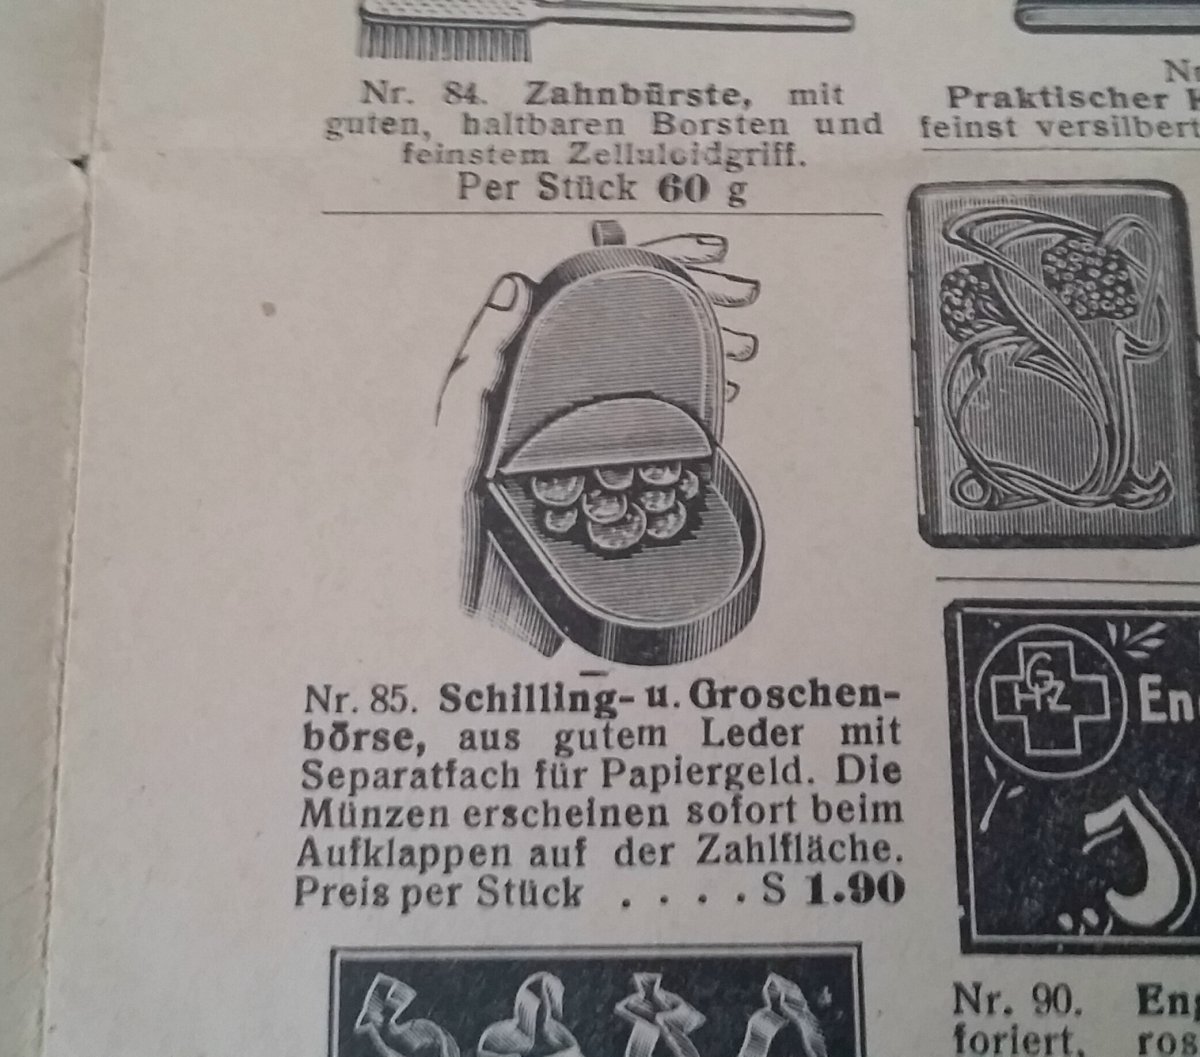 Nr. 84. Zahnbürste, mit
guten, haltbaren Borsten und
feinstem Zelluloidgriff.
Per Stück 60 g
Nr. 85. Schilling- u. Groschen-
börse, aus gutem Leder mit
Separatfach für Papiergeld. Die
Münzen erscheinen sofort beim
Aufklappen auf der Zahlfläche.
Preis per Stück . . . . S 1.90
Praktischer
feinst versilbert
GHZ
En
Nr. 90.
foriert,